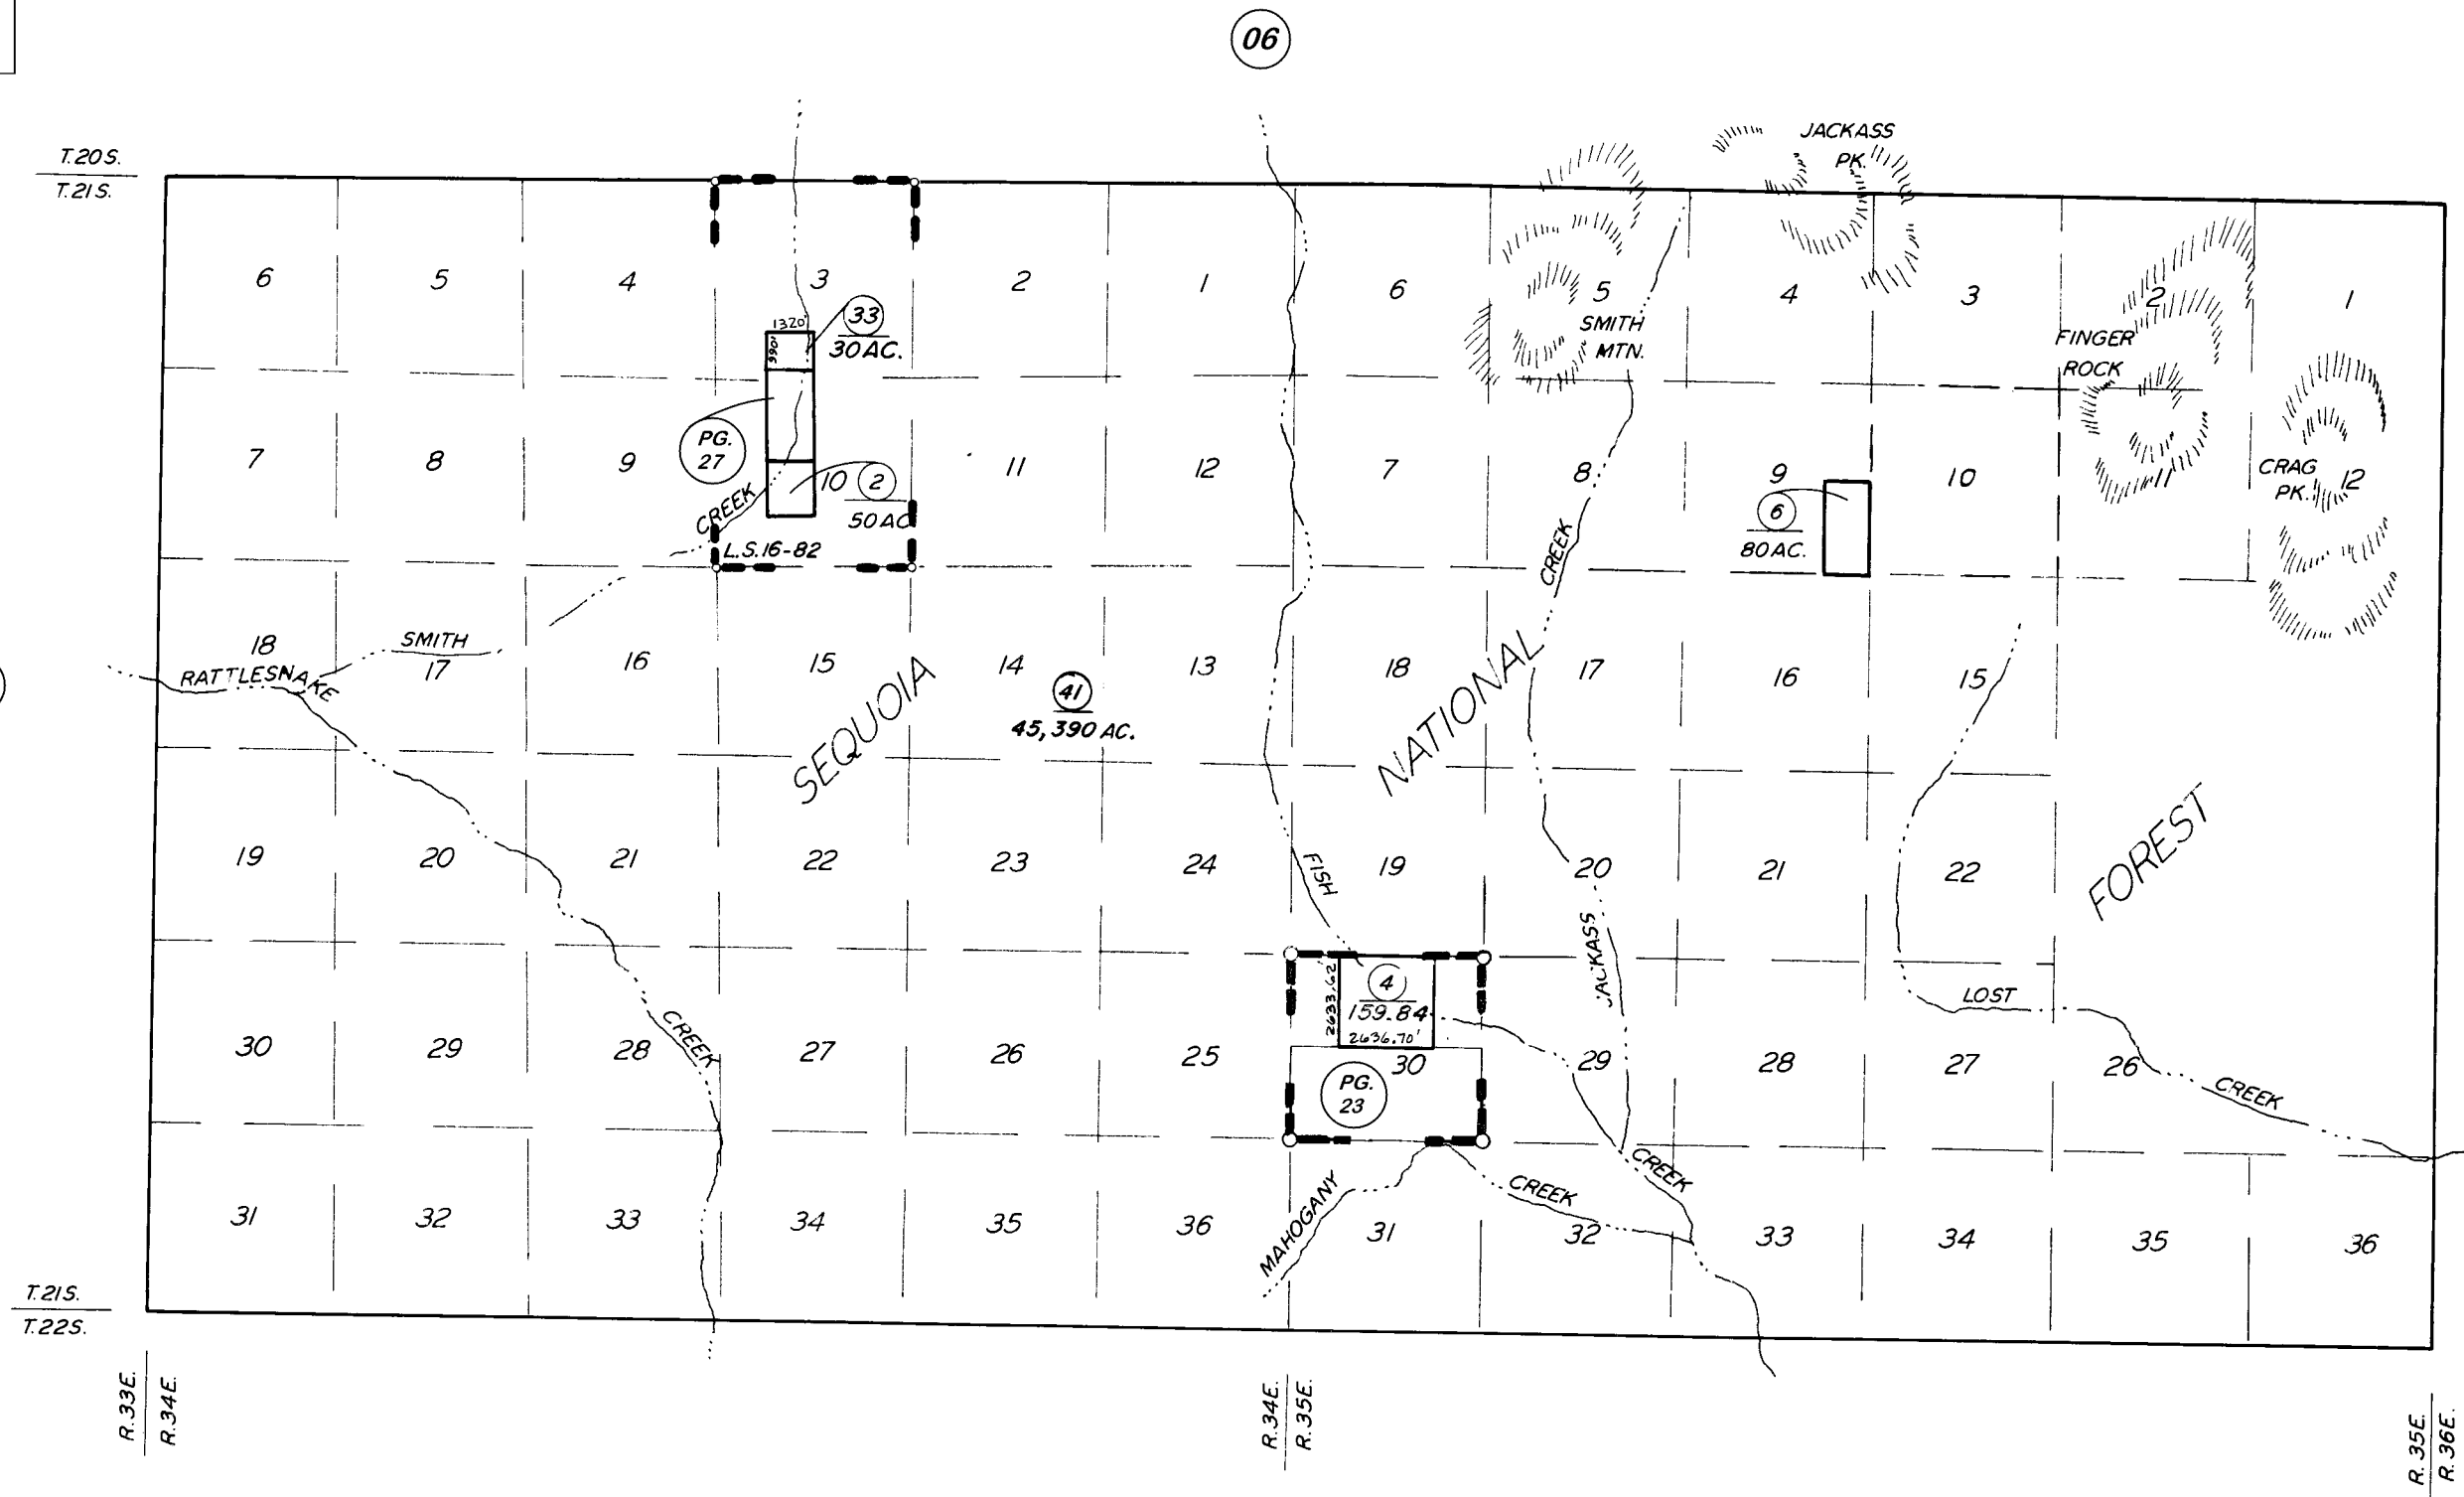 06
T.20S.
T.21S.
JACKASS
PK.
6 5 4 3 2 1 6 5 4 3 2 1
SMITH
MTN.
FINGER
ROCK
1320'
990'
33
30 AC.
PG.
27
7 8 9 10 11 12 7 8 9 10 12
2
50 AC
CREEK
L.S.16-82
6
80 AC.
CRAG
PK.
CREEK
18 17 16 15 14 13 18 17 16 15
SMITH
RATTLESNAKE
CREEK
SEQUOIA
NATIONAL
FOREST
41
45,390 AC.
19 20 21 22 23 24 19 20 21 22
FISH
JACKASS
LOST
CREEK
4
159.84
2633.62'
2636.70'
30 29 28 27 26 25 30 29 28 27 26
PG.
23
MAHOGANY
CREEK
CREEK
31 32 33 34 35 36 31 32 33 34 35 36
T.21S.
T.22S.
R.33E.
R.34E.
R.34E.
R.35E.
R.35E.
R.36E.